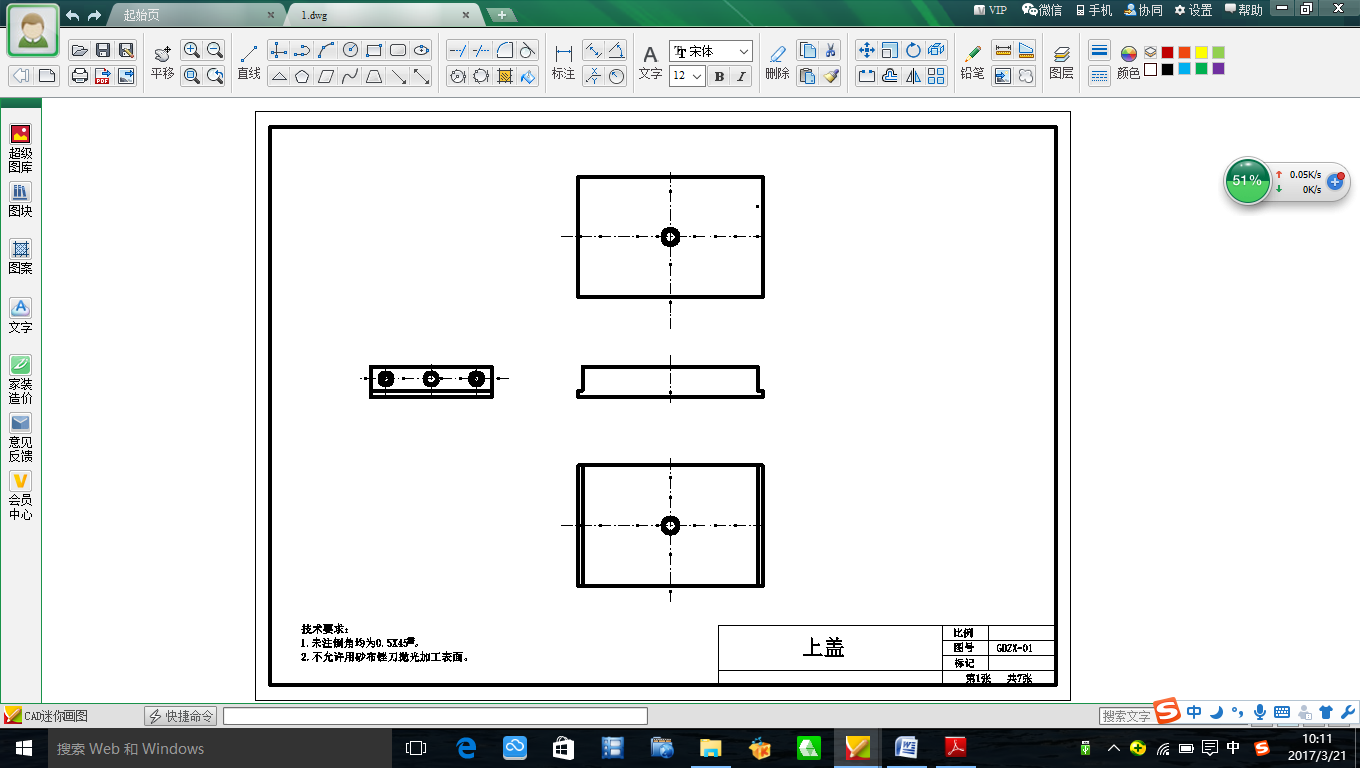 起始页
1.dwg
VIP 微信 手机 协同 设置 帮助
平移
直线
标注
A
文字
宋体
12
B
I
删除
铅笔
图层
颜色
PDF
超级
图库
图块
图案
文字
家装
造价
意见
反馈
会员
中心
51%
0.05K/s
0K/s
技术要求：
1.未注倒角均为0.5X45°。
2.不允许用砂布锉刀抛光加工表面。
上盖
比例
图号 GDZX-01
标记
第1张 共7张
CAD迷你画图
快捷命令
搜索文字
中
搜索 Web 和 Windows
中
10:11
2017/3/21